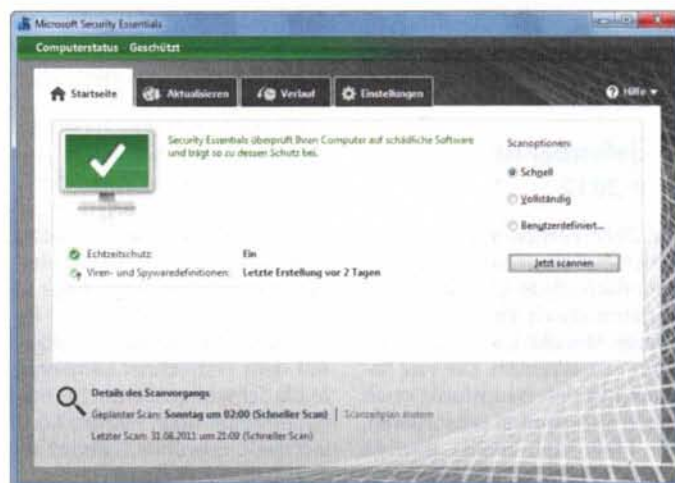 Microsoft Security Essentials
Computerstatus - Geschützt
Startseite
Aktualisieren
Verlauf
Einstellungen
Hilfe
Security Essentials überprüft Ihren Computer auf schädliche Software
und trägt so zu dessen Schutz bei.
Scanoptionen:
Schnell
Vollständig
Benutzerdefiniert...
Jetzt scannen
Echtzeitschutz: Ein
Viren- und Spywaredefinitionen: Letzte Erstellung vor 2 Tagen
Details des Scanvorgangs
Geplanter Scan: Sonntag um 02:00 (Schneller Scan) | Scanzeitplan ändern
Letzter Scan: 31.08.2011 um 21:09 (Schneller Scan)